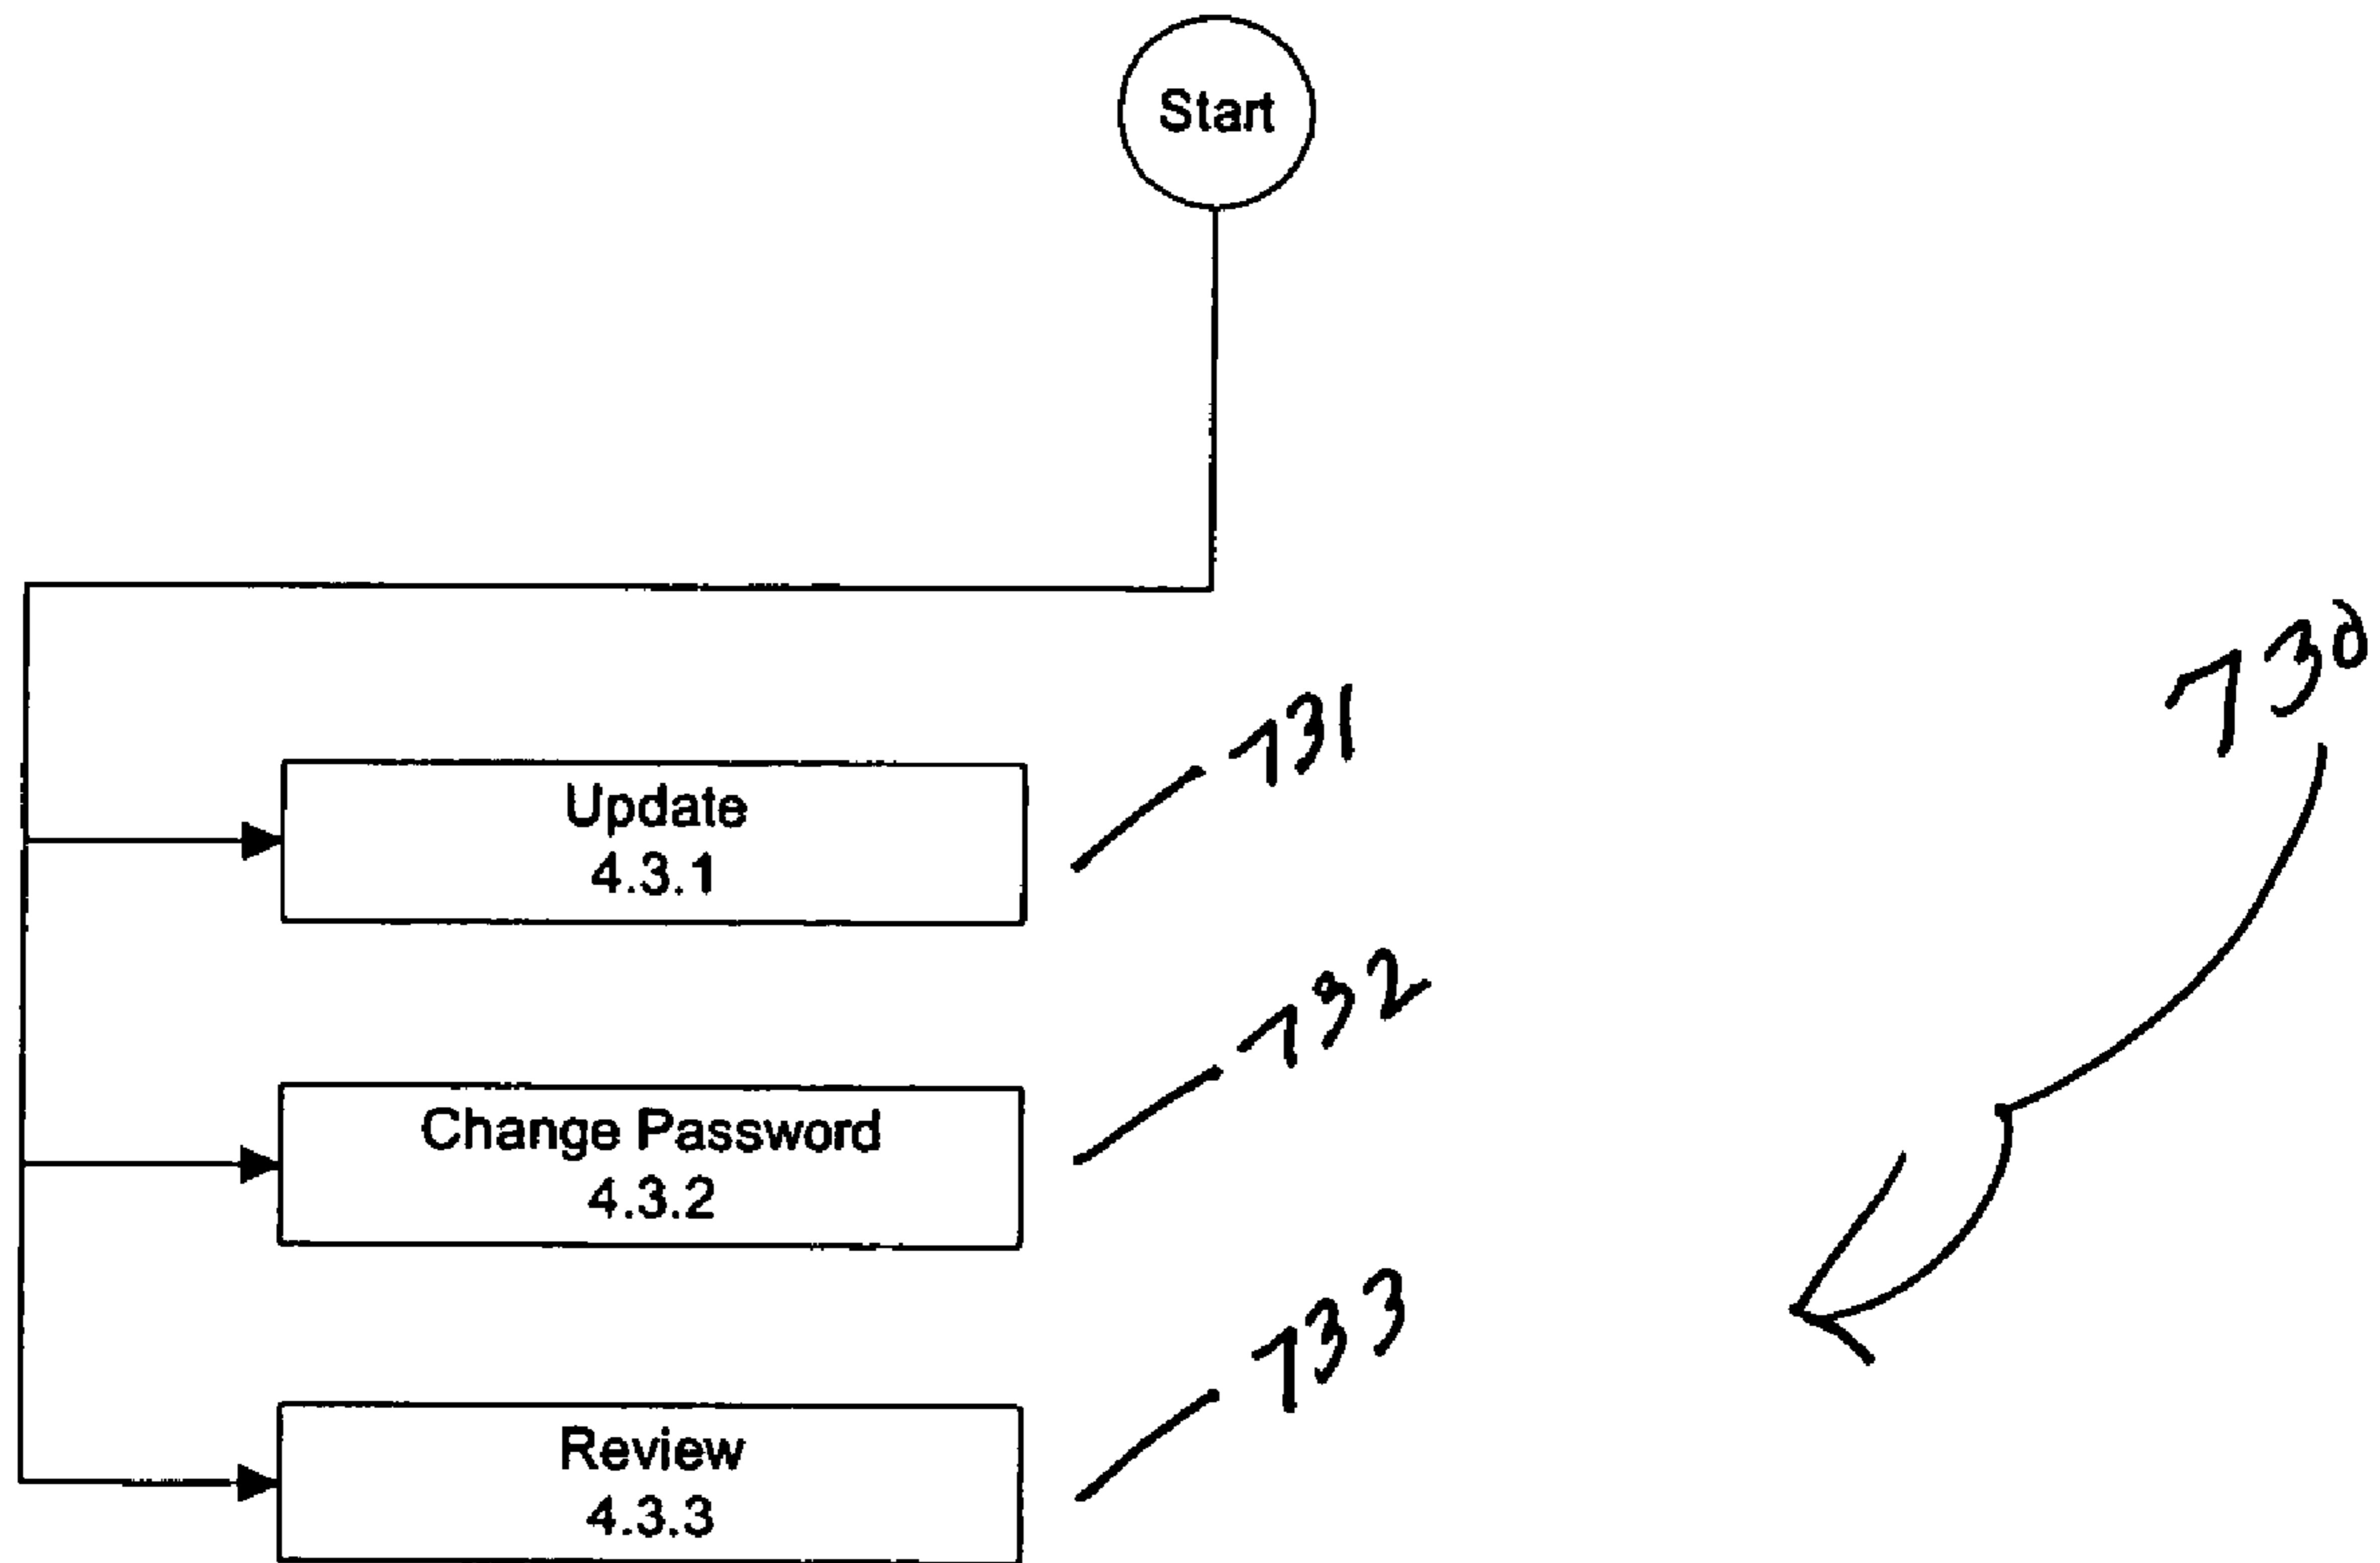 Start
730
731
Update
4.3.1
732
Change Password
4.3.2
733
Review
4.3.3